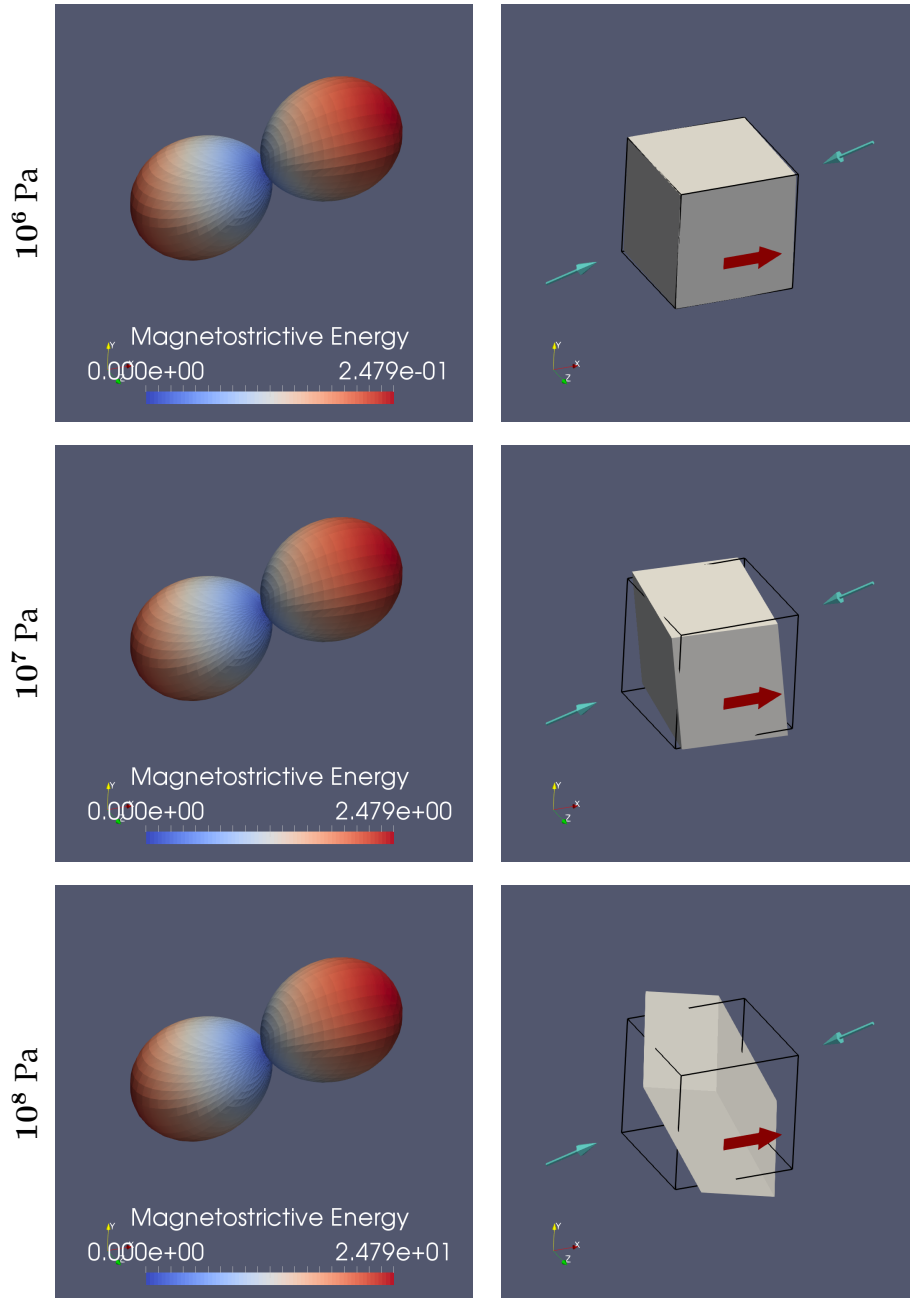 10⁶ Pa
Magnetostrictive Energy
0.000e+00 2.479e-01
Y
X
Z
Y
X
Z
10⁷ Pa
Magnetostrictive Energy
0.000e+00 2.479e+00
Y
X
Z
Y
X
Z
10⁸ Pa
Magnetostrictive Energy
0.000e+00 2.479e+01
Y
X
Z
Y
X
Z